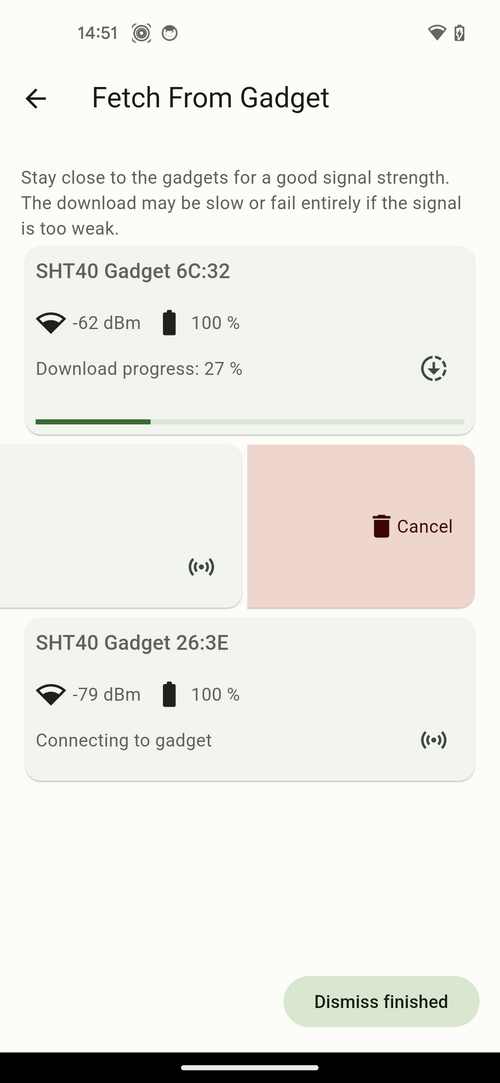 14:51
Fetch From Gadget
Stay close to the gadgets for a good signal strength.
The download may be slow or fail entirely if the signal
is too weak.
SHT40 Gadget 6C:32
-62 dBm 100 %
Download progress: 27 %
Cancel
SHT40 Gadget 26:3E
-79 dBm 100 %
Connecting to gadget
Dismiss finished